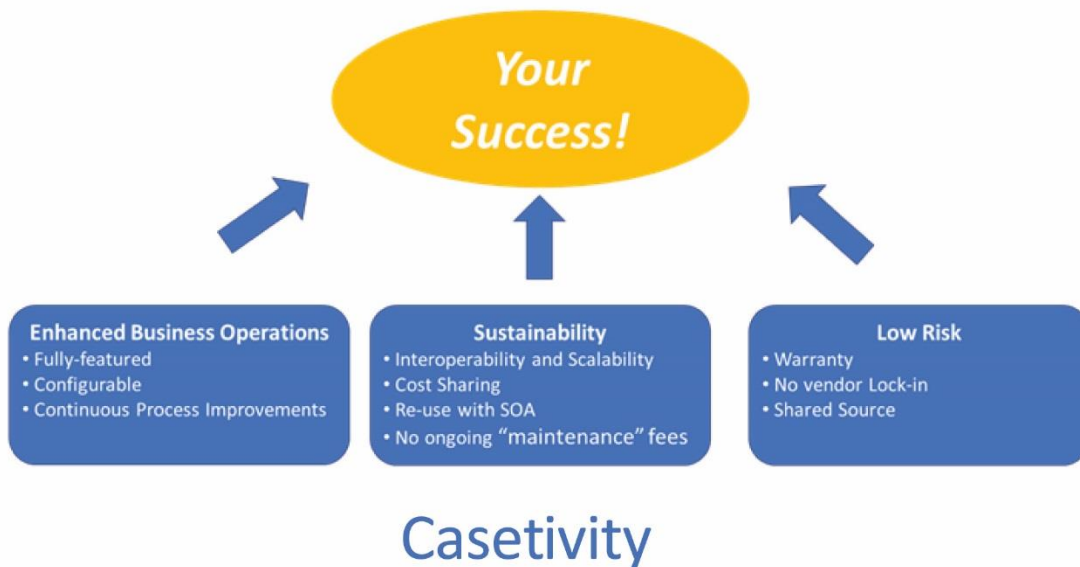 Your
Success!
Enhanced Business Operations
• Fully-featured
• Configurable
• Continuous Process Improvements
Sustainability
• Interoperability and Scalability
• Cost Sharing
• Re-use with SOA
• No ongoing “maintenance” fees
Low Risk
• Warranty
• No vendor Lock-in
• Shared Source
Casetivity